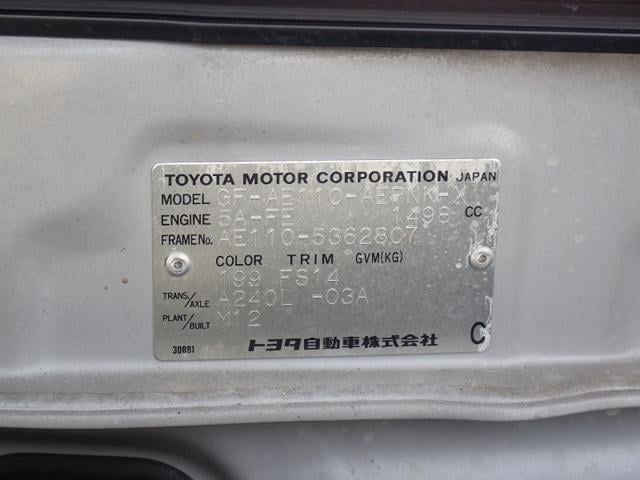 TOYOTA MOTOR CORPORATION JAPAN
MODEL GF-AE110-AEPNK-X
ENGINE 5A-FE 1498 CC
FRAME No. AE110-5362807
COLOR TRIM GVM(KG)
199 FS14
TRANS./AXLE A240L -03A
PLANT/BUILT M12
30881 トヨタ自動車株式会社 C